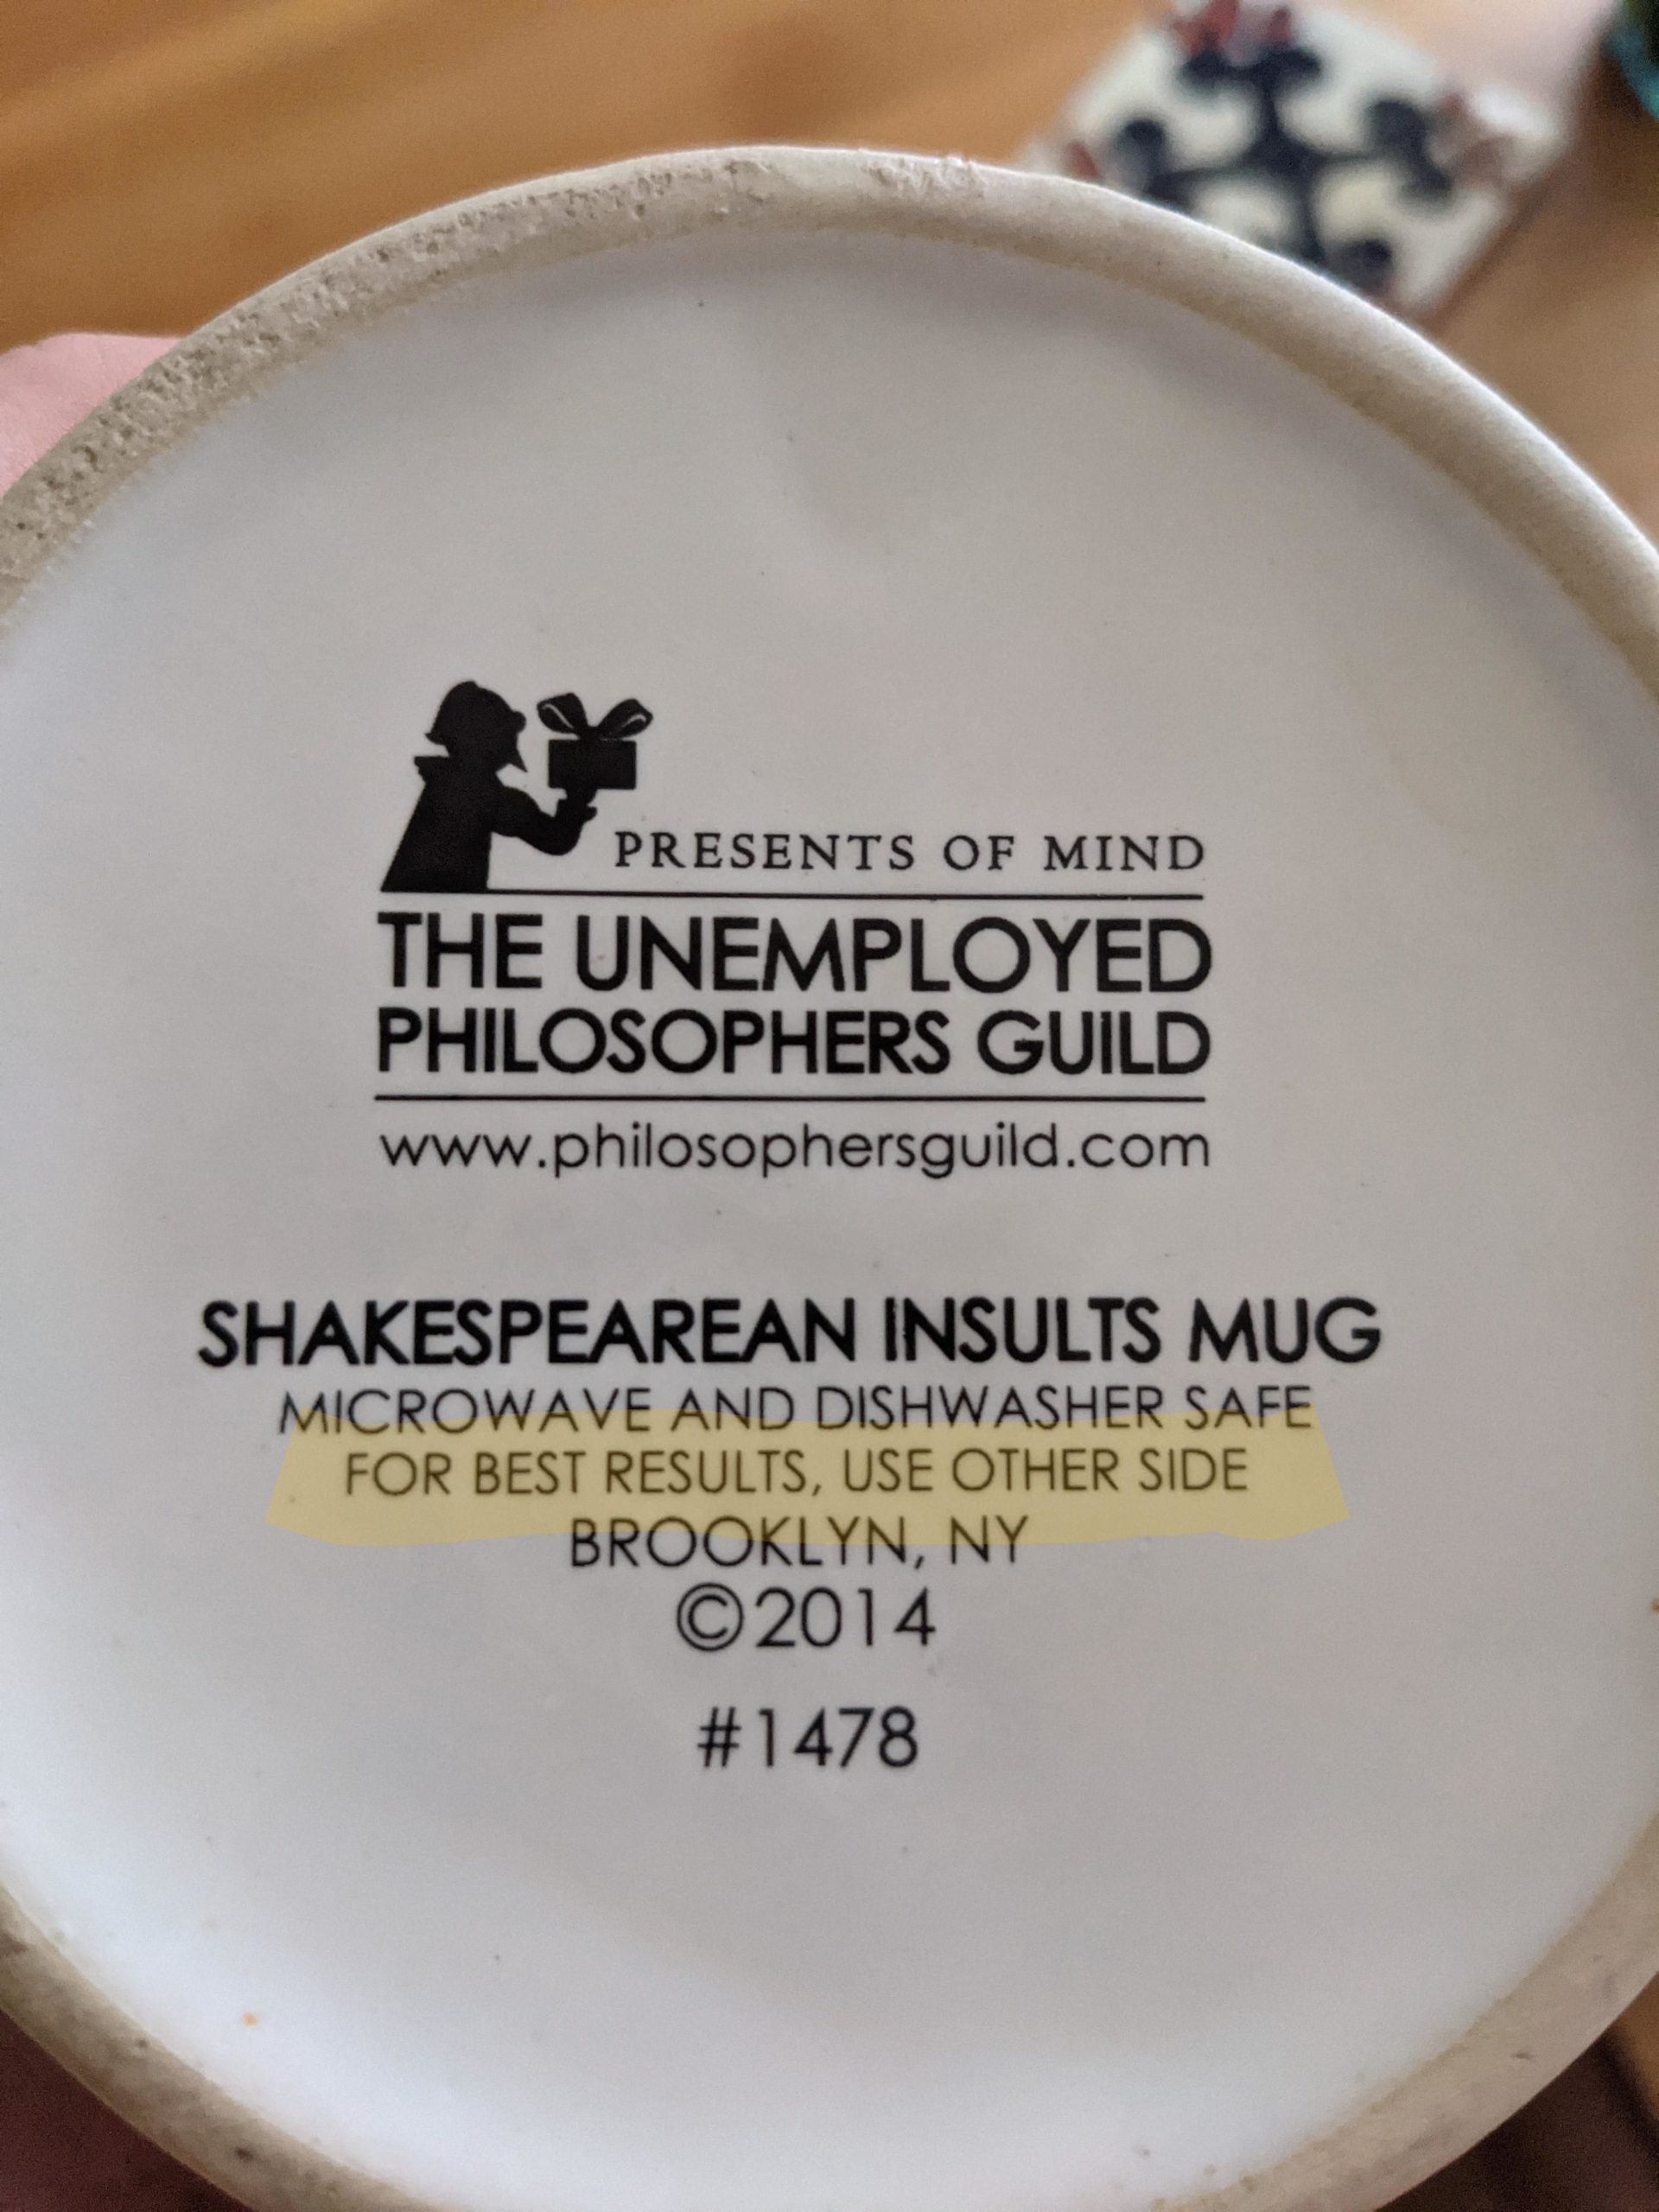 PRESENTS OF MIND
THE UNEMPLOYED
PHILOSOPHERS GUILD
www.philosophersguild.com
SHAKESPEAREAN INSULTS MUG
MICROWAVE AND DISHWASHER SAFE
FOR BEST RESULTS, USE OTHER SIDE
BROOKLYN, NY
©2014
#1478